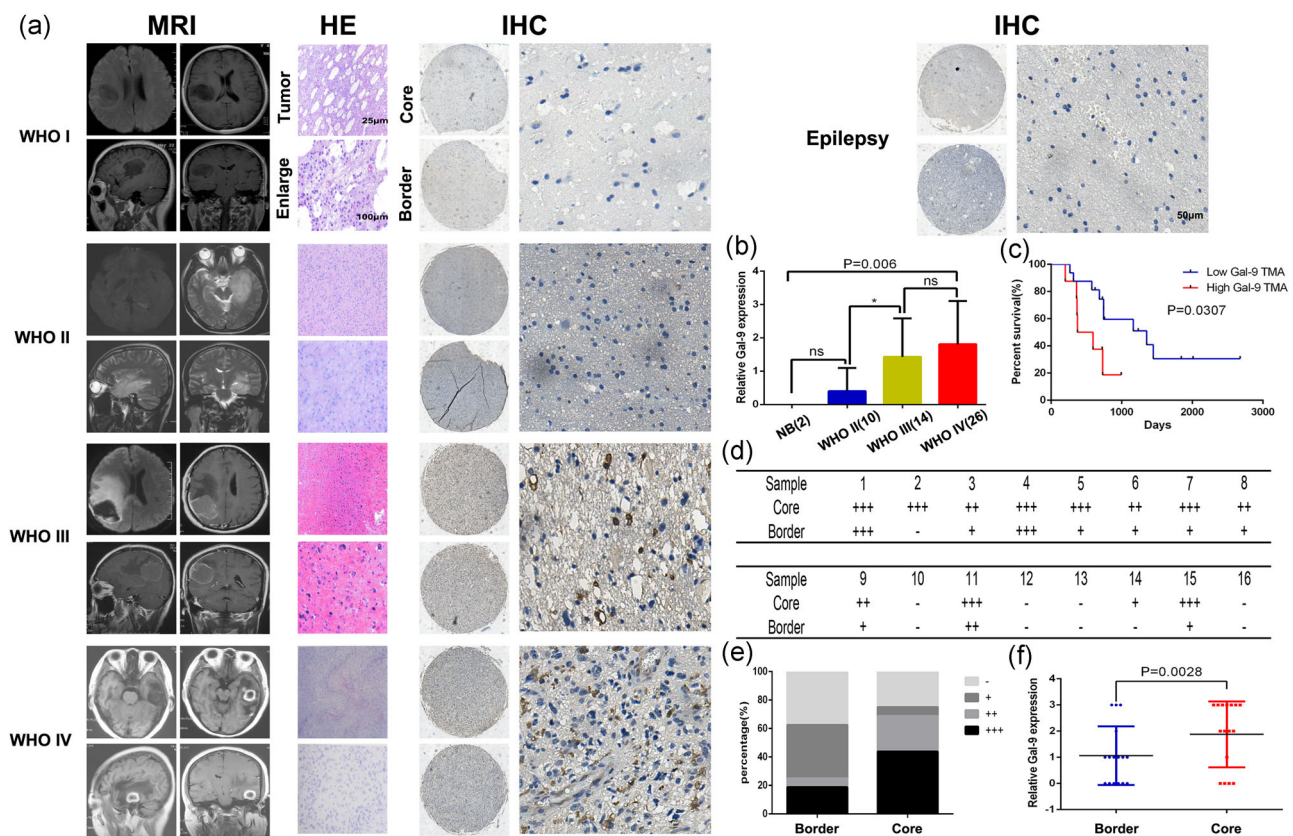 (a)
MRI
HE
IHC
IHC
WHO I
Tumor
25μm
Enlarge
100μm
Core
Border
Epilepsy
50μm
WHO II
WHO III
WHO IV
(b)
Relative Gal-9 expression
4
3
2
1
0
P=0.006
ns
*
ns
NB(2)
WHO II(10)
WHO III(14)
WHO IV(26)
(c)
Percent survival(%)
100
80
60
40
20
0
Low Gal-9 TMA
High Gal-9 TMA
P=0.0307
0 1000 2000 3000
Days
(d)
Sample 1 2 3 4 5 6 7 8
Core +++ +++ ++ +++ +++ ++ +++ ++
Border +++ - + +++ + + + +
Sample 9 10 11 12 13 14 15 16
Core ++ - +++ - - + +++ -
Border + - ++ - - - + -
(e)
percentage(%)
100
80
60
40
20
0
-
+
++
+++
Border Core
(f)
Relative Gal-9 expression
5
4
3
2
1
0
-1
P=0.0028
Border Core